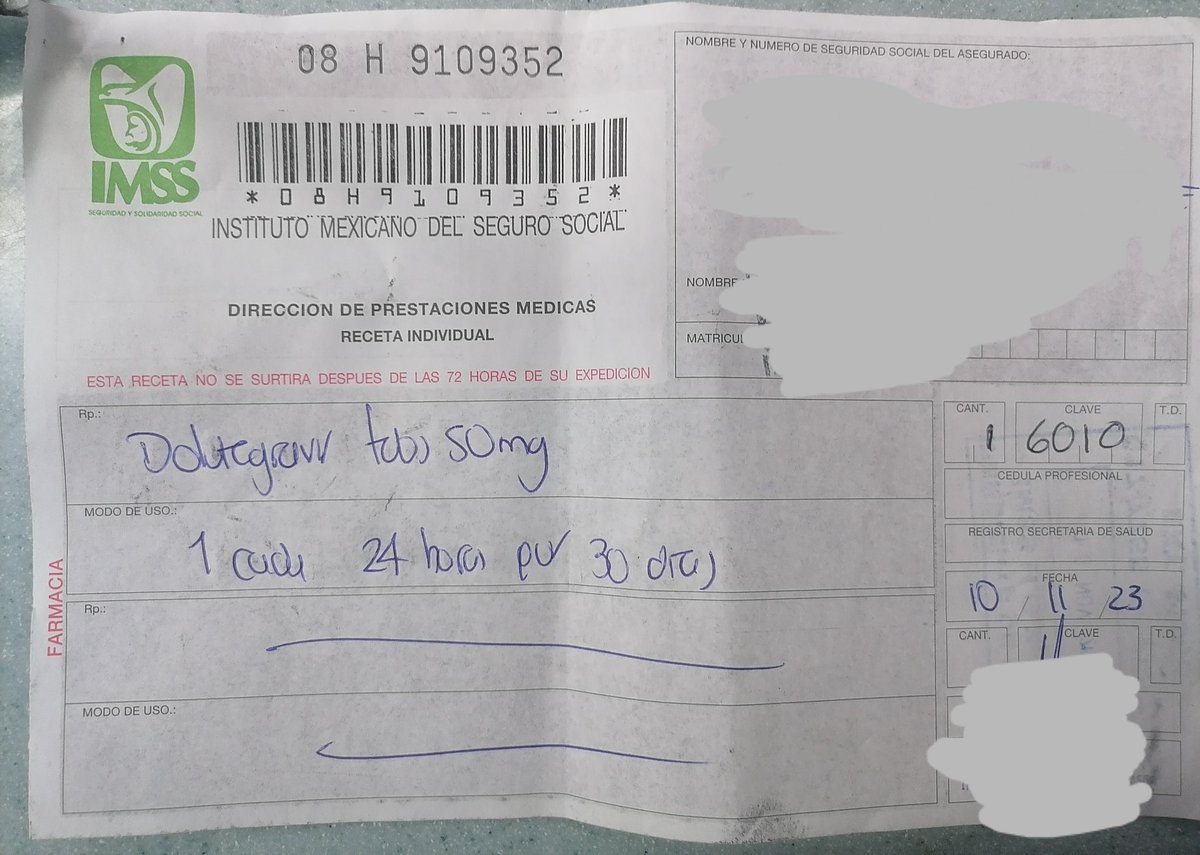 08 H 9109352
*08H9109352*
IMSS
SEGURIDAD Y SOLIDARIDAD SOCIAL
INSTITUTO MEXICANO DEL SEGURO SOCIAL
DIRECCION DE PRESTACIONES MEDICAS
RECETA INDIVIDUAL
ESTA RECETA NO SE SURTIRA DESPUES DE LAS 72 HORAS DE SU EXPEDICION
NOMBRE Y NUMERO DE SEGURIDAD SOCIAL DEL ASEGURADO:
NOMBRE
MATRICUL
FARMACIA
Rp.:
Dolutegravir tabs 50mg
MODO DE USO.:
1 cada 24 horas por 30 dias
Rp.:
MODO DE USO.:
CANT. CLAVE T.D.
1 6010
CEDULA PROFESIONAL
REGISTRO SECRETARIA DE SALUD
FECHA
10 / 11 / 23
CANT. CLAVE T.D.